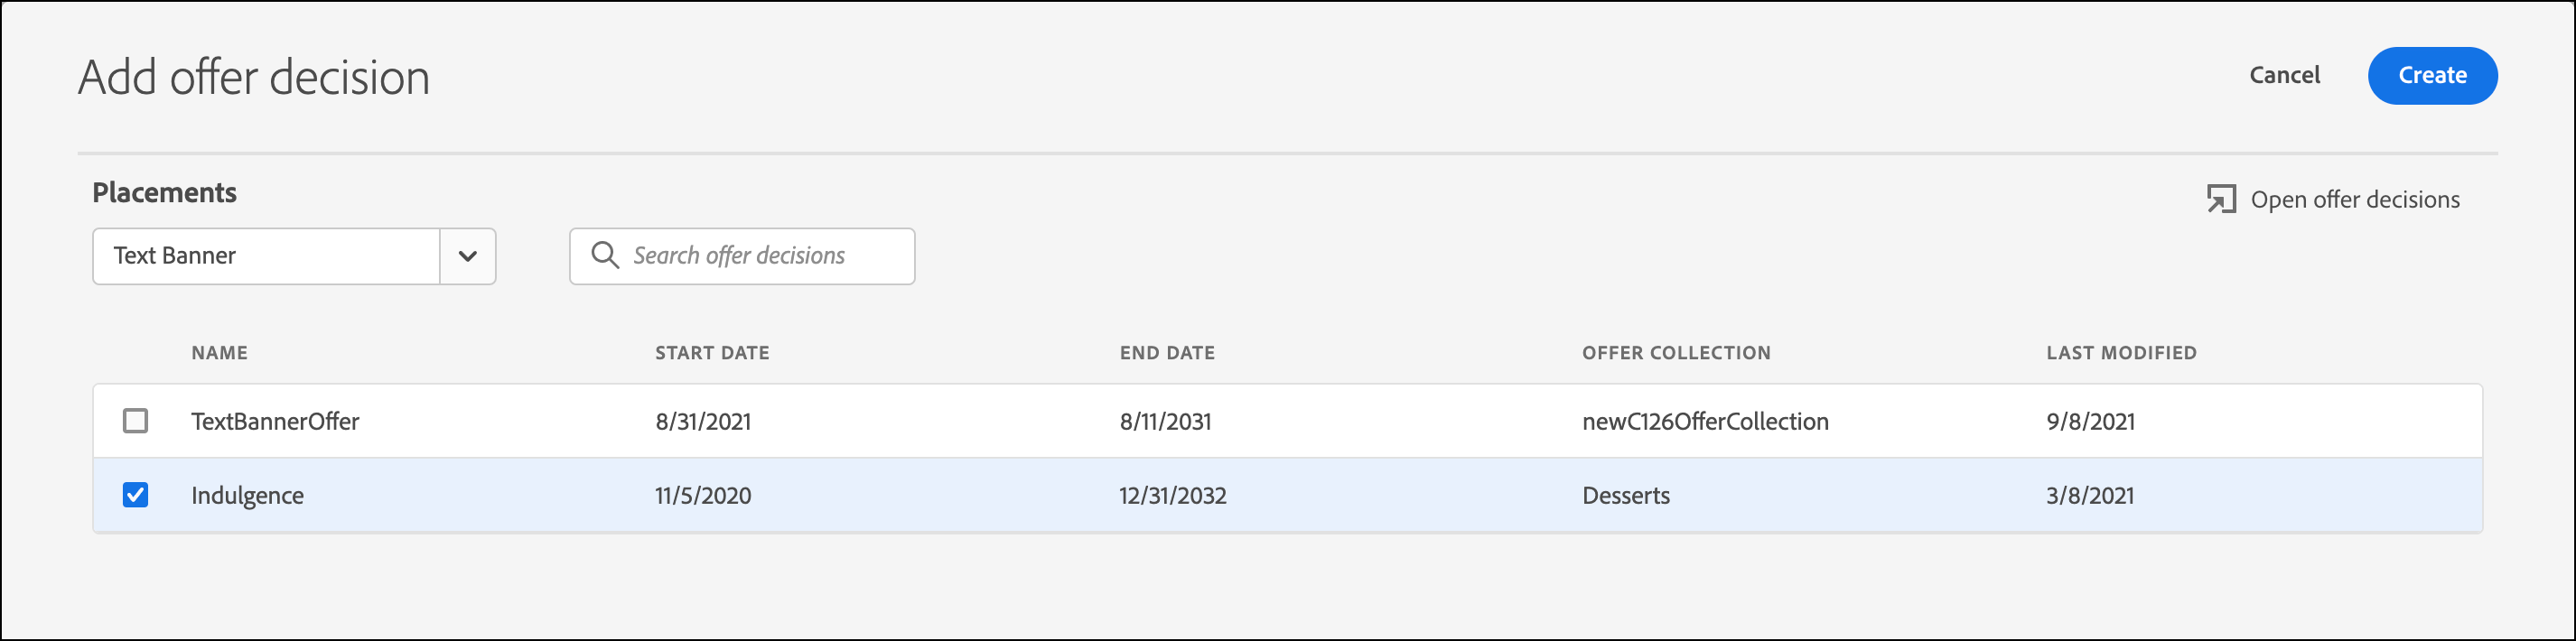 Add offer decision
Cancel
Create
Placements
Open offer decisions
Text Banner
Search offer decisions
NAME START DATE END DATE OFFER COLLECTION LAST MODIFIED
TextBannerOffer 8/31/2021 8/11/2031 newC126OfferCollection 9/8/2021
Indulgence 11/5/2020 12/31/2032 Desserts 3/8/2021